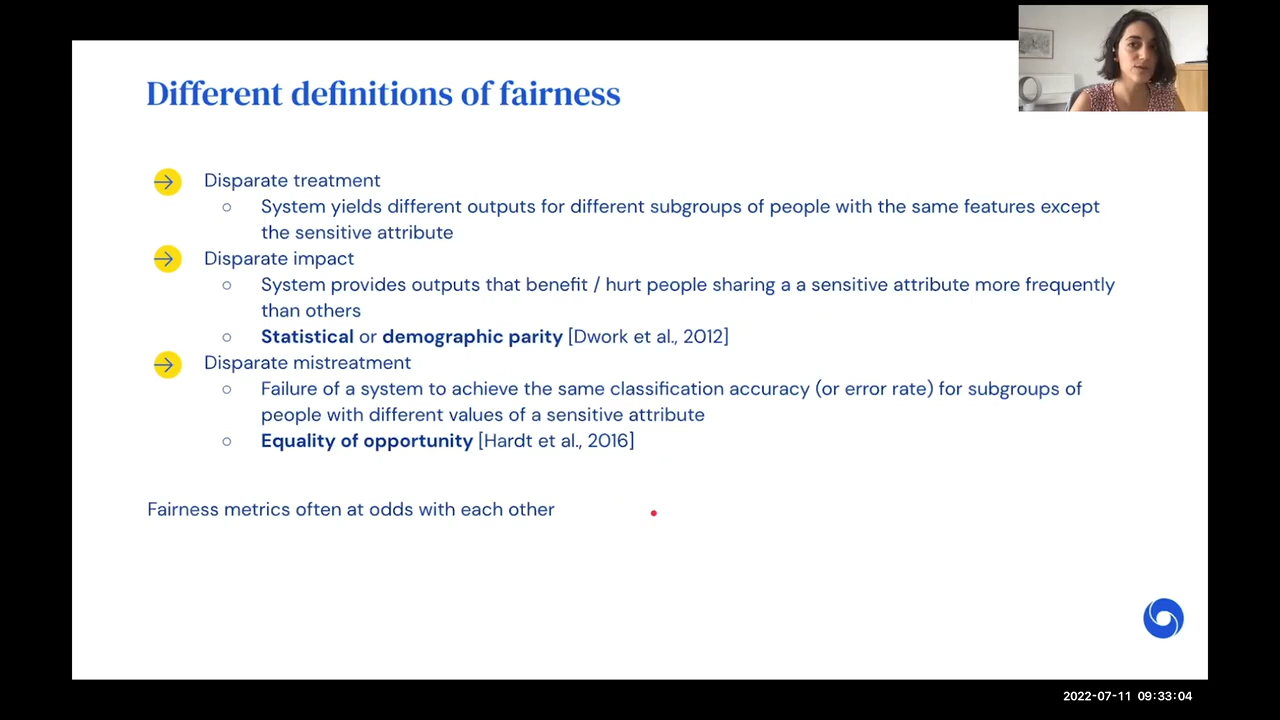 Different definitions of fairness
Disparate treatment
System yields different outputs for different subgroups of people with the same features except
the sensitive attribute
Disparate impact
System provides outputs that benefit / hurt people sharing a a sensitive attribute more frequently
than others
Statistical or demographic parity [Dwork et al., 2012]
Disparate mistreatment
Failure of a system to achieve the same classification accuracy (or error rate) for subgroups of
people with different values of a sensitive attribute
Equality of opportunity [Hardt et al., 2016]
Fairness metrics often at odds with each other
2022-07-11 09:33:04